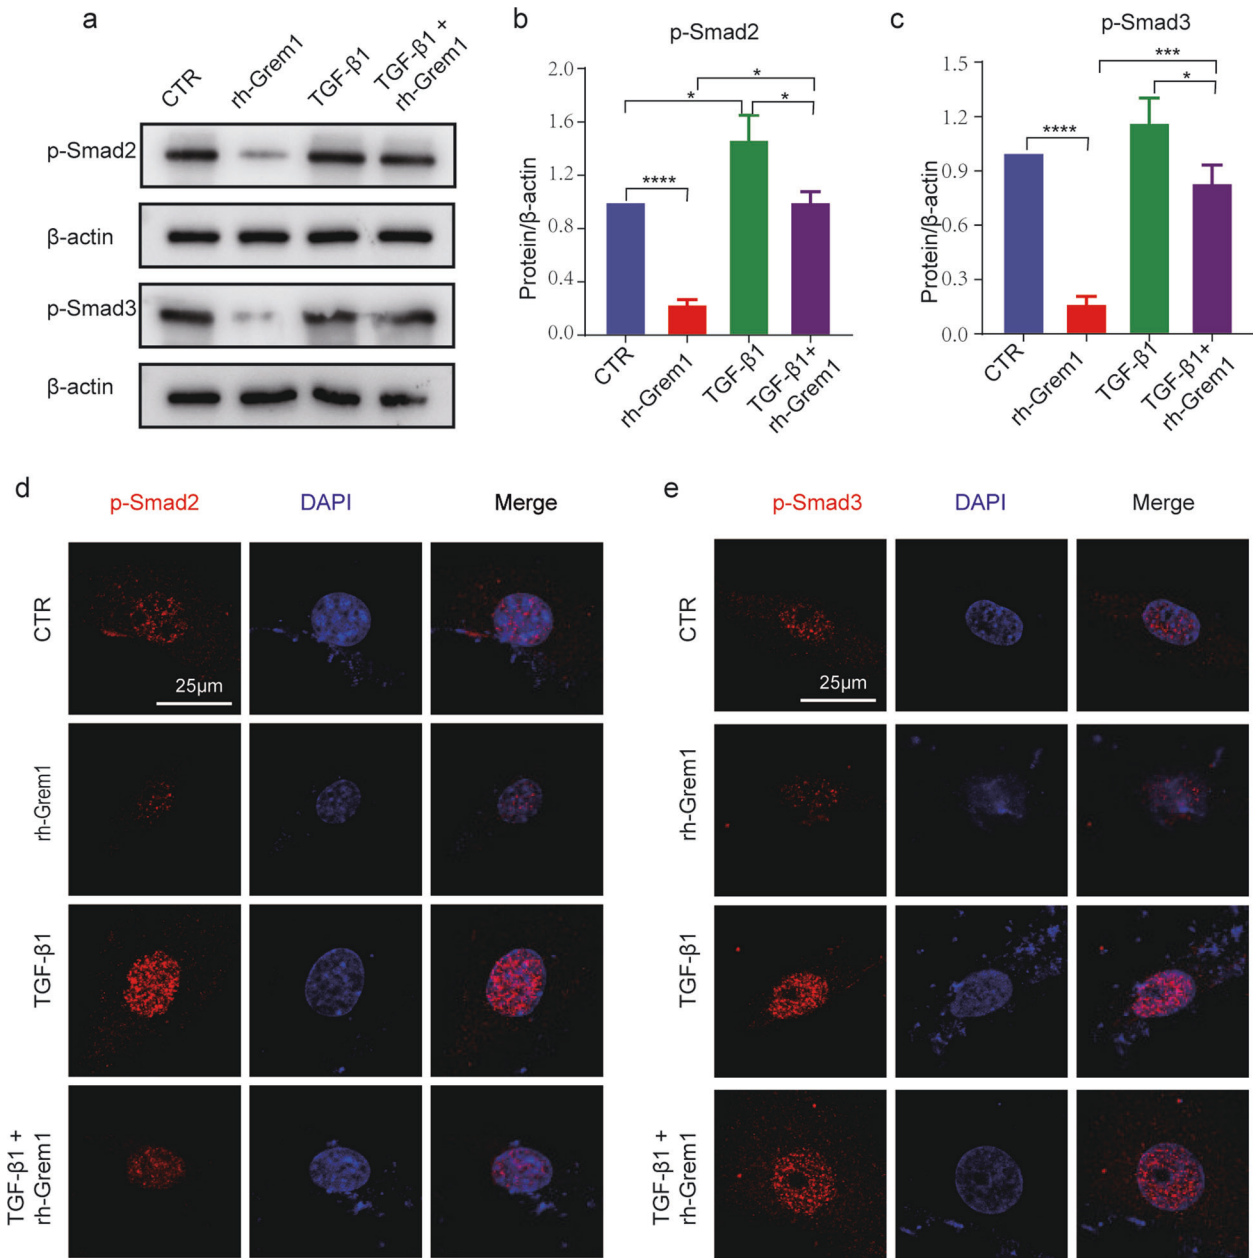 a
CTR
rh-Grem1
TGF-β1
TGF-β1 +
rh-Grem1
p-Smad2
β-actin
p-Smad3
β-actin
b
p-Smad2
Protein/β-actin
2.0
1.6
1.2
0.8
0.4
0.0
*
*
*
****
CTR
rh-Grem1
TGF-β1
TGF-β1+
rh-Grem1
c
p-Smad3
Protein/β-actin
1.5
1.2
0.9
0.6
0.3
0.0
***
*
****
CTR
rh-Grem1
TGF-β1
TGF-β1+
rh-Grem1
d
p-Smad2
DAPI
Merge
CTR
25μm
rh-Grem1
TGF-β1
TGF-β1 +
rh-Grem1
e
p-Smad3
DAPI
Merge
CTR
25μm
rh-Grem1
TGF-β1
TGF-β1 +
rh-Grem1